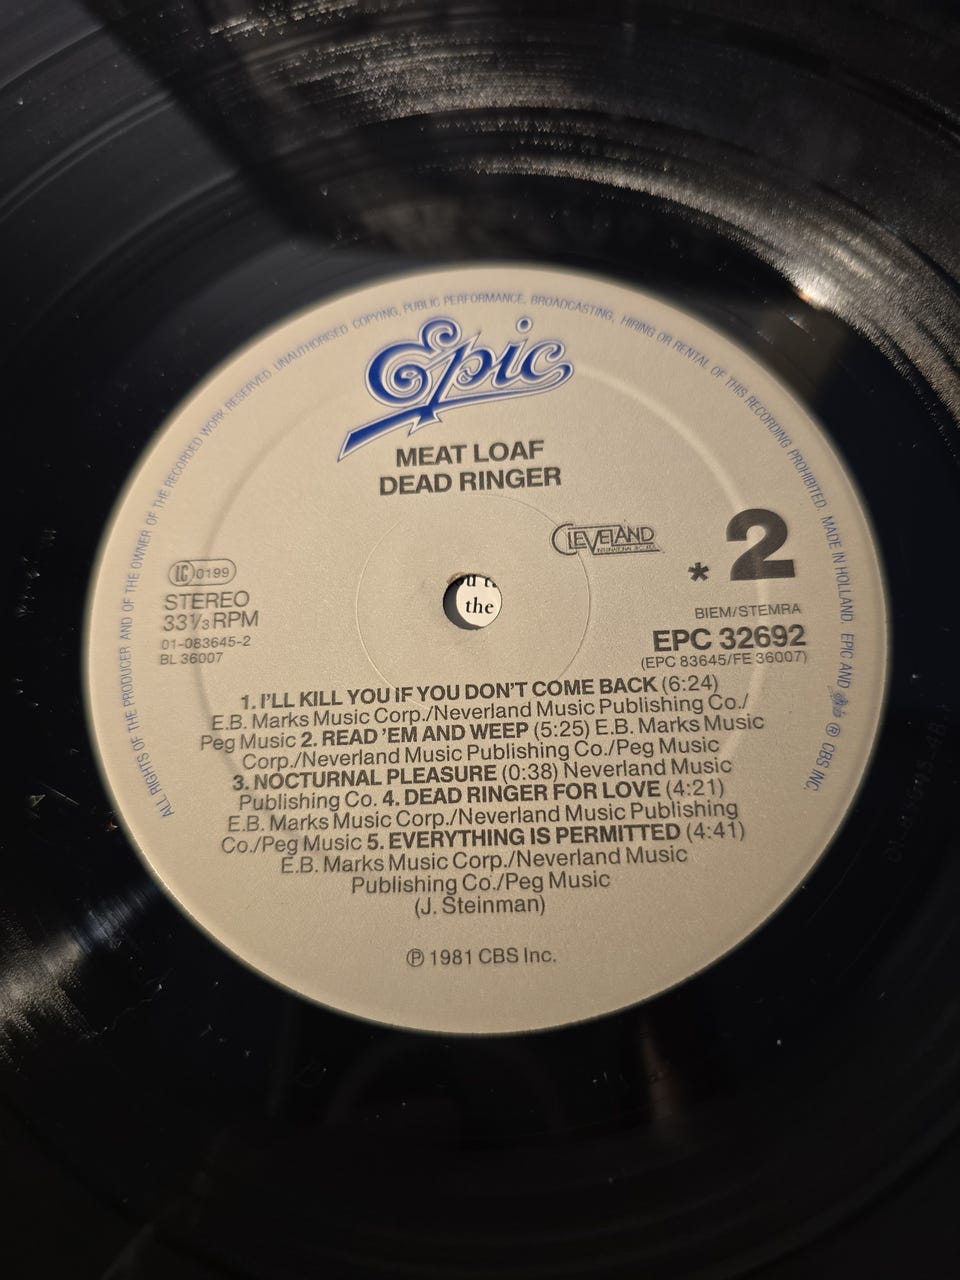 ALL RIGHTS OF THE PRODUCER AND OF THE OWNER OF THE RECORDED WORK RESERVED. UNAUTHORISED COPYING, PUBLIC PERFORMANCE, BROADCASTING, HIRING OR RENTAL OF THIS RECORDING PROHIBITED. MADE IN HOLLAND. EPIC AND ® CBS INC.
Epic
MEAT LOAF
DEAD RINGER
CLEVELAND
INTERNATIONAL RECORDS
* 2
LC 0199
STEREO
33⅓ RPM
01-083645-2
BL 36007
the
BIEM/STEMRA
EPC 32692
(EPC 83645/FE 36007)
1. I'LL KILL YOU IF YOU DON'T COME BACK (6:24)
E.B. Marks Music Corp./Neverland Music Publishing Co./
Peg Music 2. READ 'EM AND WEEP (5:25) E.B. Marks Music
Corp./Neverland Music Publishing Co./Peg Music
3. NOCTURNAL PLEASURE (0:38) Neverland Music
Publishing Co. 4. DEAD RINGER FOR LOVE (4:21)
E.B. Marks Music Corp./Neverland Music Publishing
Co./Peg Music 5. EVERYTHING IS PERMITTED (4:41)
E.B. Marks Music Corp./Neverland Music
Publishing Co./Peg Music
(J. Steinman)
℗ 1981 CBS Inc.